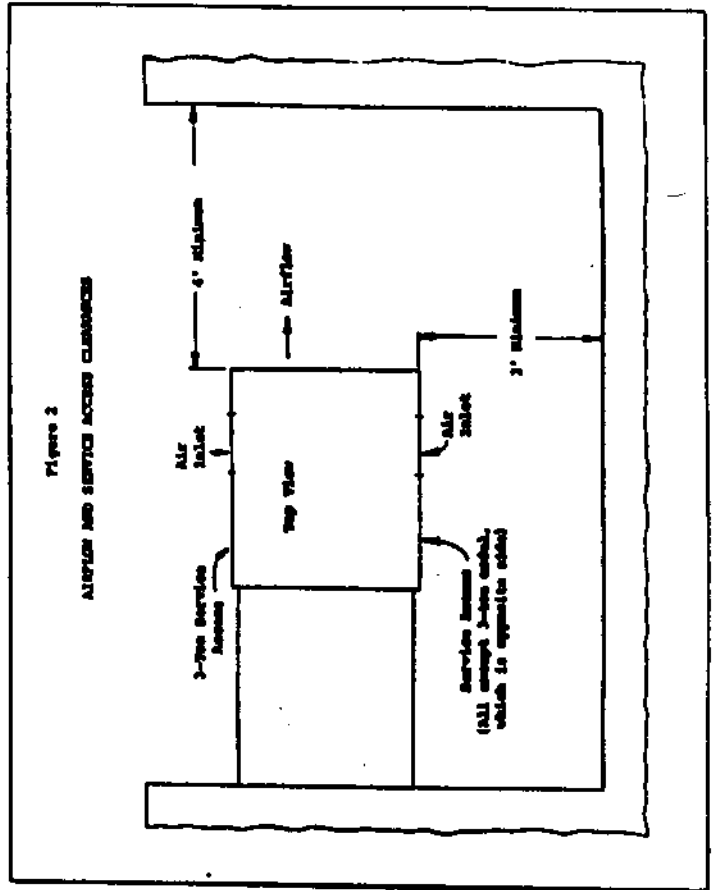 Figure 2
AIRFLOW AND SERVICE ACCESS CLEARANCES
3-Ton Service
Access
Air
Inlet
4' Minimum
Airflow
Top View
Service Access
(All except 3-ton model,
which is opposite side)
Air
Inlet
Minimum